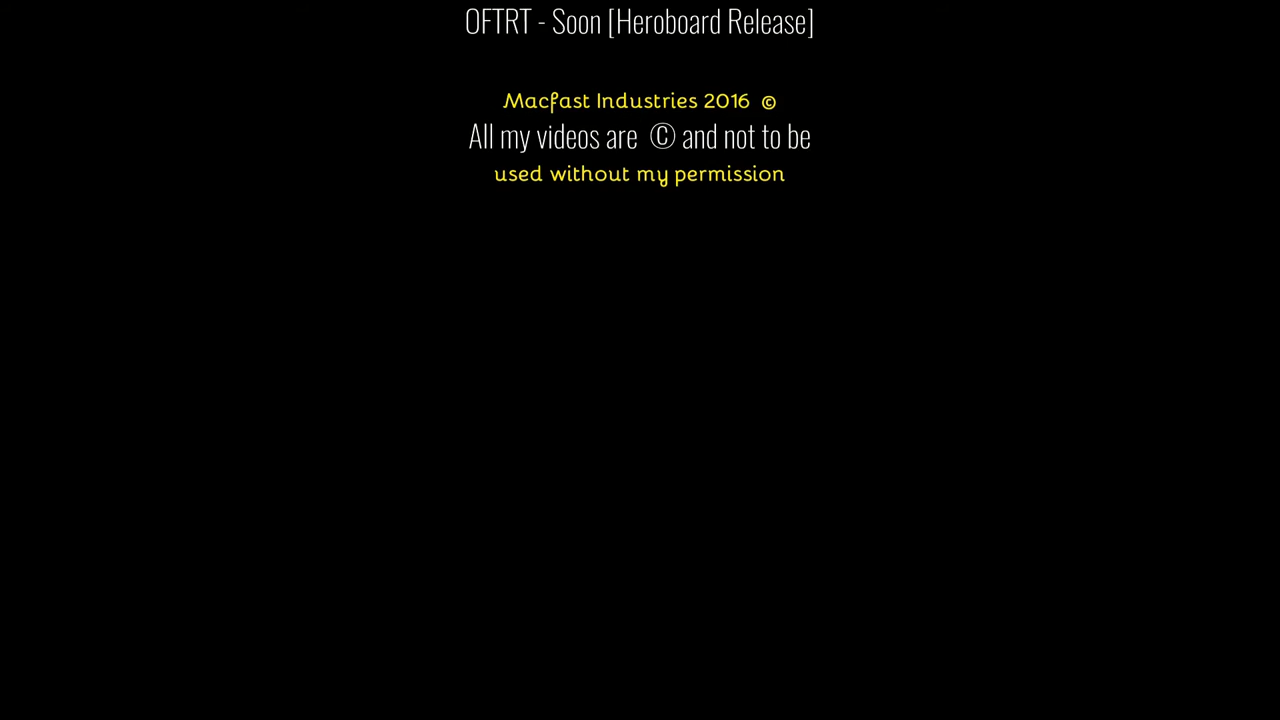 OFTRT - Soon [Heroboard Release]
Macfast Industries 2016 ©
All my videos are © and not to be
used without my permission